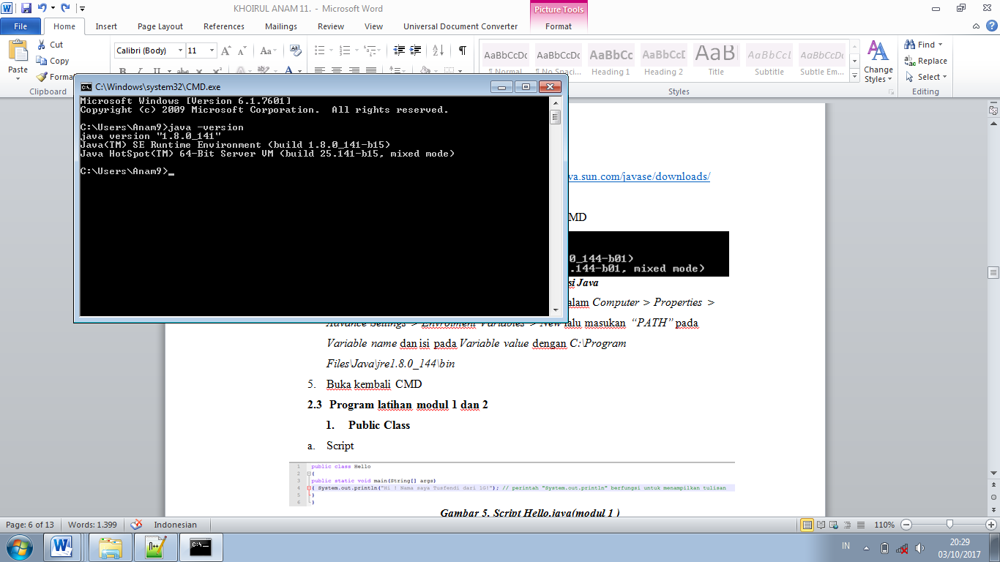 KHOIRUL ANAM 11. - Microsoft Word
Picture Tools
File Home Insert Page Layout References Mailings Review View Universal Document Converter Format
Paste
Cut
Copy
Forma
Clipboard
Calibri (Body) 11
AaBbCcDc AaBbCcDc AaBbCc AaBbCcD AaB AaBbCcL AaBbCcDc
¶ Normal ¶ No Spaci... Heading 1 Heading 2 Title Subtitle Subtle Em...
Change Styles
Styles
Find
Replace
Select
Editing
C:\Windows\system32\CMD.exe
Microsoft Windows [Version 6.1.7601]
Copyright (c) 2009 Microsoft Corporation.  All rights reserved.
C:\Users\Anam9>java -version
java version "1.8.0_141"
Java(TM) SE Runtime Environment (build 1.8.0_141-b15)
Java HotSpot(TM) 64-Bit Server VM (build 25.141-b15, mixed mode)
C:\Users\Anam9>_
va.sun.com/javase/downloads/
MD
0_144-b01)
.144-b01, mixed mode)
si Java
alam Computer > Properties >
Advance Settings > Enviroment Variables > New lalu masukan “PATH” pada
Variable name dan isi pada Variable value dengan C:\Program
Files\Java\jre1.8.0_144\bin
5. Buka kembali CMD
2.3 Program latihan modul 1 dan 2
1. Public Class
a. Script
1 public class Hello
2 {
3 public static void main(String[] args)
4 { System.out.println("Hi ! Nama saya Tusfendi dari 1G!"); // perintah "System.out.println" berfungsi untuk menampilkan tulisan
5 }
6 }
Gambar 5. Script Hello.java(modul 1 )
Page: 6 of 13 Words: 1.399 Indonesian 110%
IN
20:29
03/10/2017